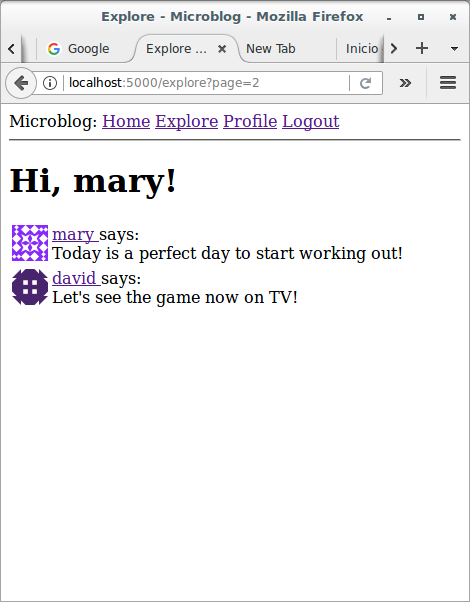 Explore - Microblog - Mozilla Firefox
Google
Explore ...
New Tab
Inicio
localhost:5000/explore?page=2
Microblog: Home Explore Profile Logout
Hi, mary!
mary says:
Today is a perfect day to start working out!
david says:
Let's see the game now on TV!